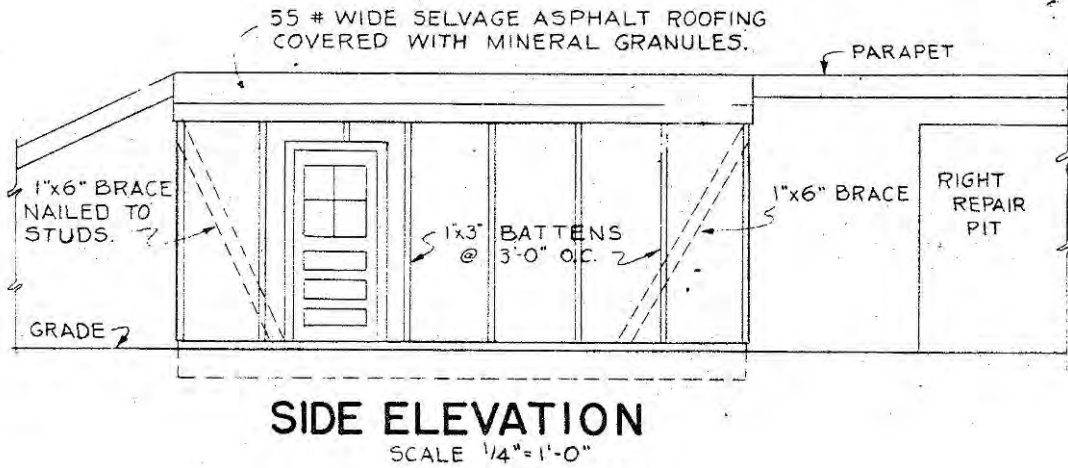 55 # WIDE SELVAGE ASPHALT ROOFING
COVERED WITH MINERAL GRANULES.
PARAPET
1"x6" BRACE
NAILED TO
STUDS.
1"x3" BATTENS
@ 3'-0" O.C.
1"x6" BRACE
RIGHT
REPAIR
PIT
GRADE
SIDE ELEVATION
SCALE 1/4"=1'-0"